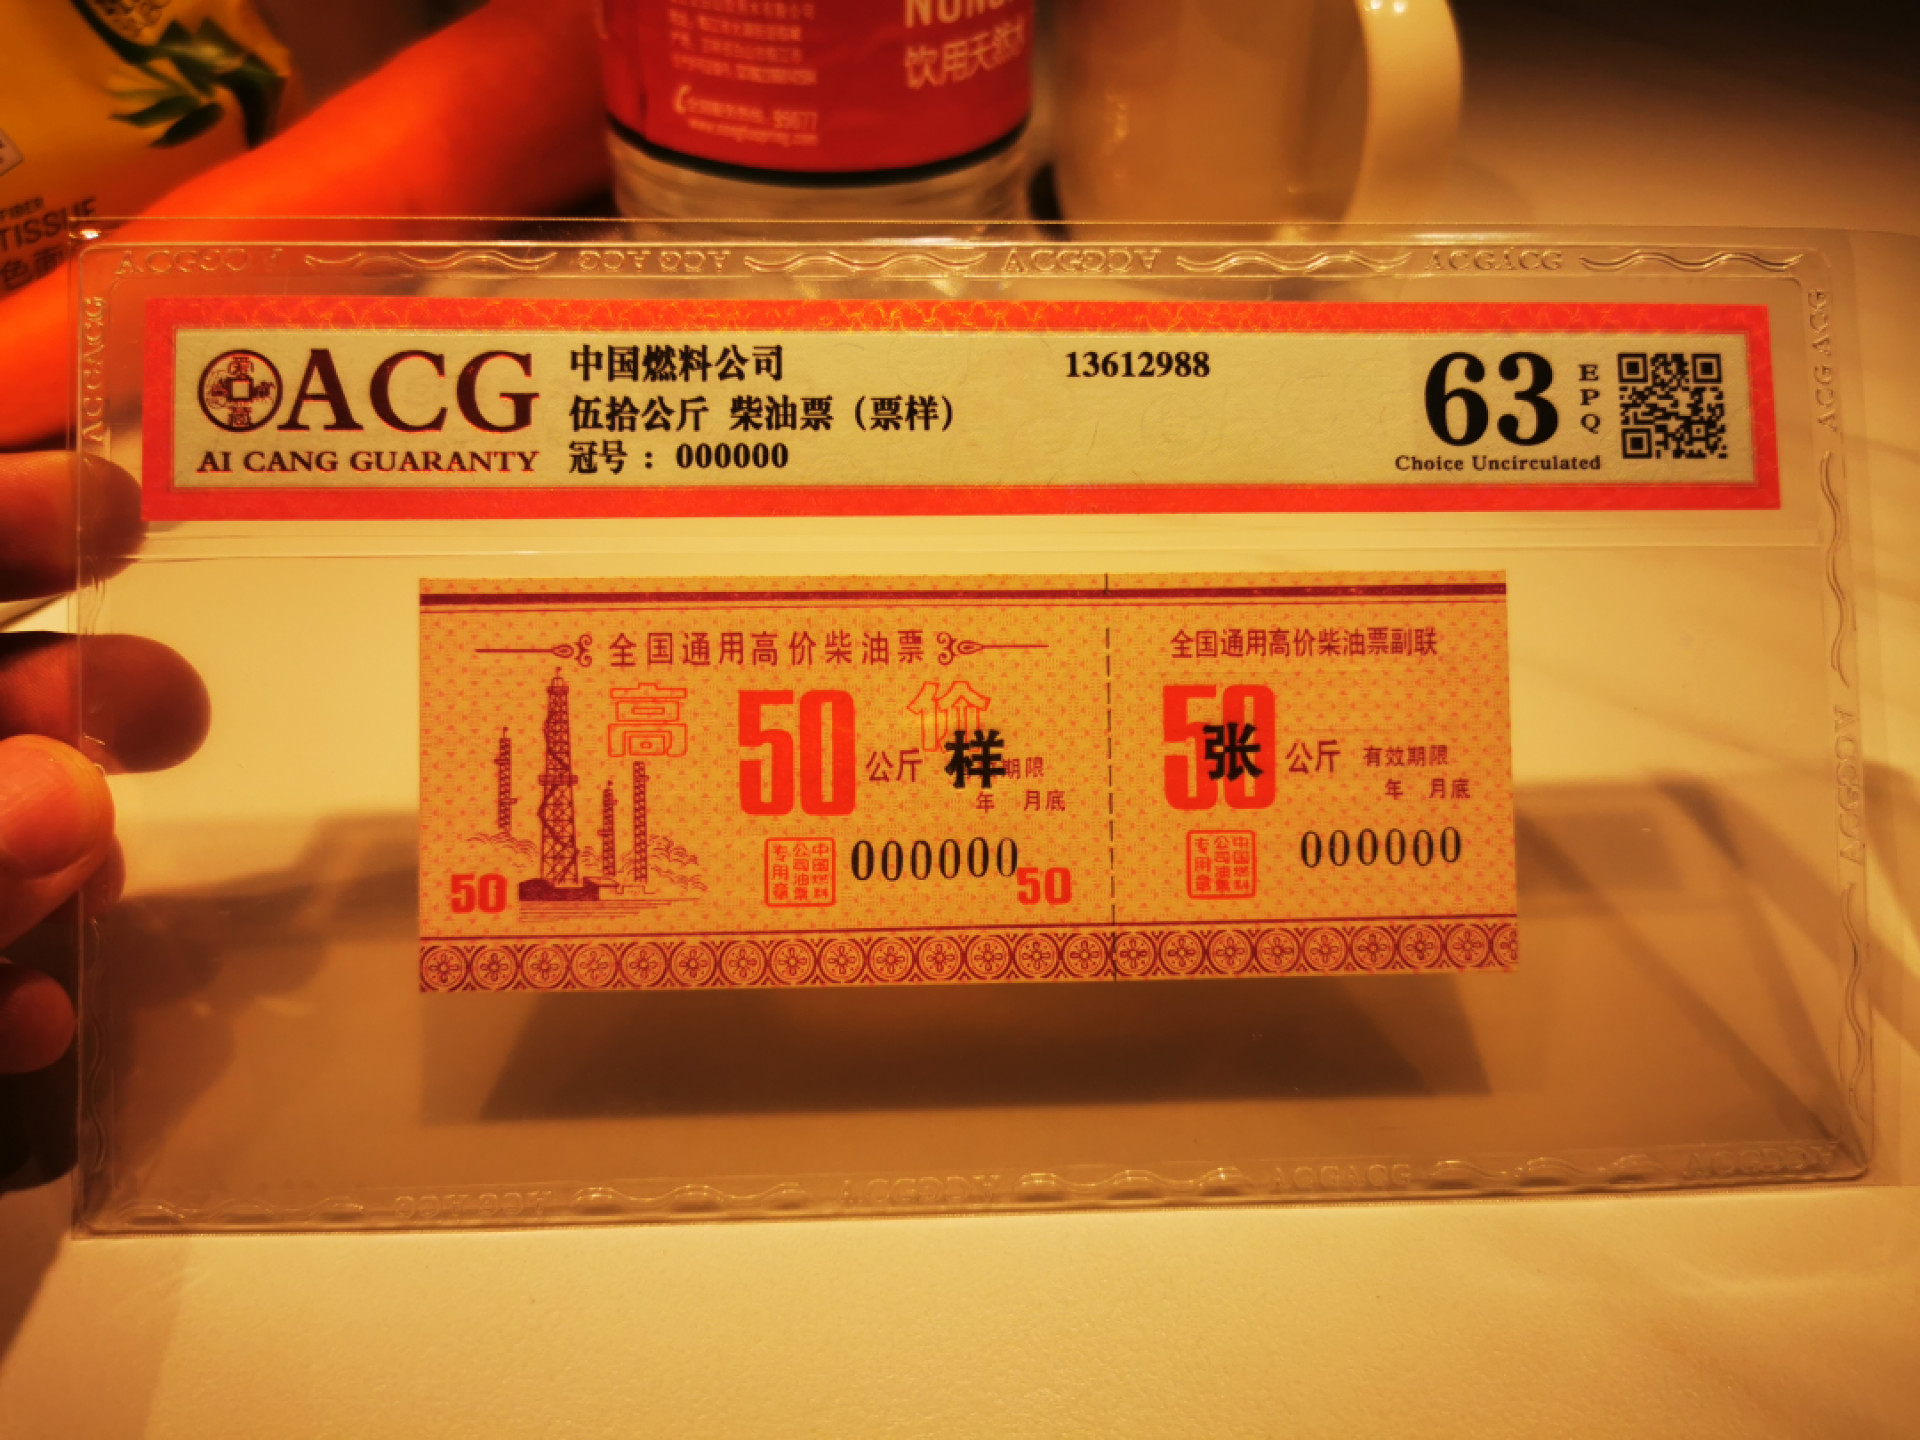 NONG
饮用天然水
95077
FIBER
TISSUE
色面
ACG
AI CANG GUARANTY
中国燃料公司
伍拾公斤 柴油票（票样）
冠号：000000
13612988
63
EPQ
Choice Uncirculated
全国通用高价柴油票
高 50 价
公斤
样
期限
年 月底
中国燃料
公司油票
专用章
000000
50
50
全国通用高价柴油票副联
50
张
公斤 有效期限
年 月底
中国燃料
公司油票
专用章
000000